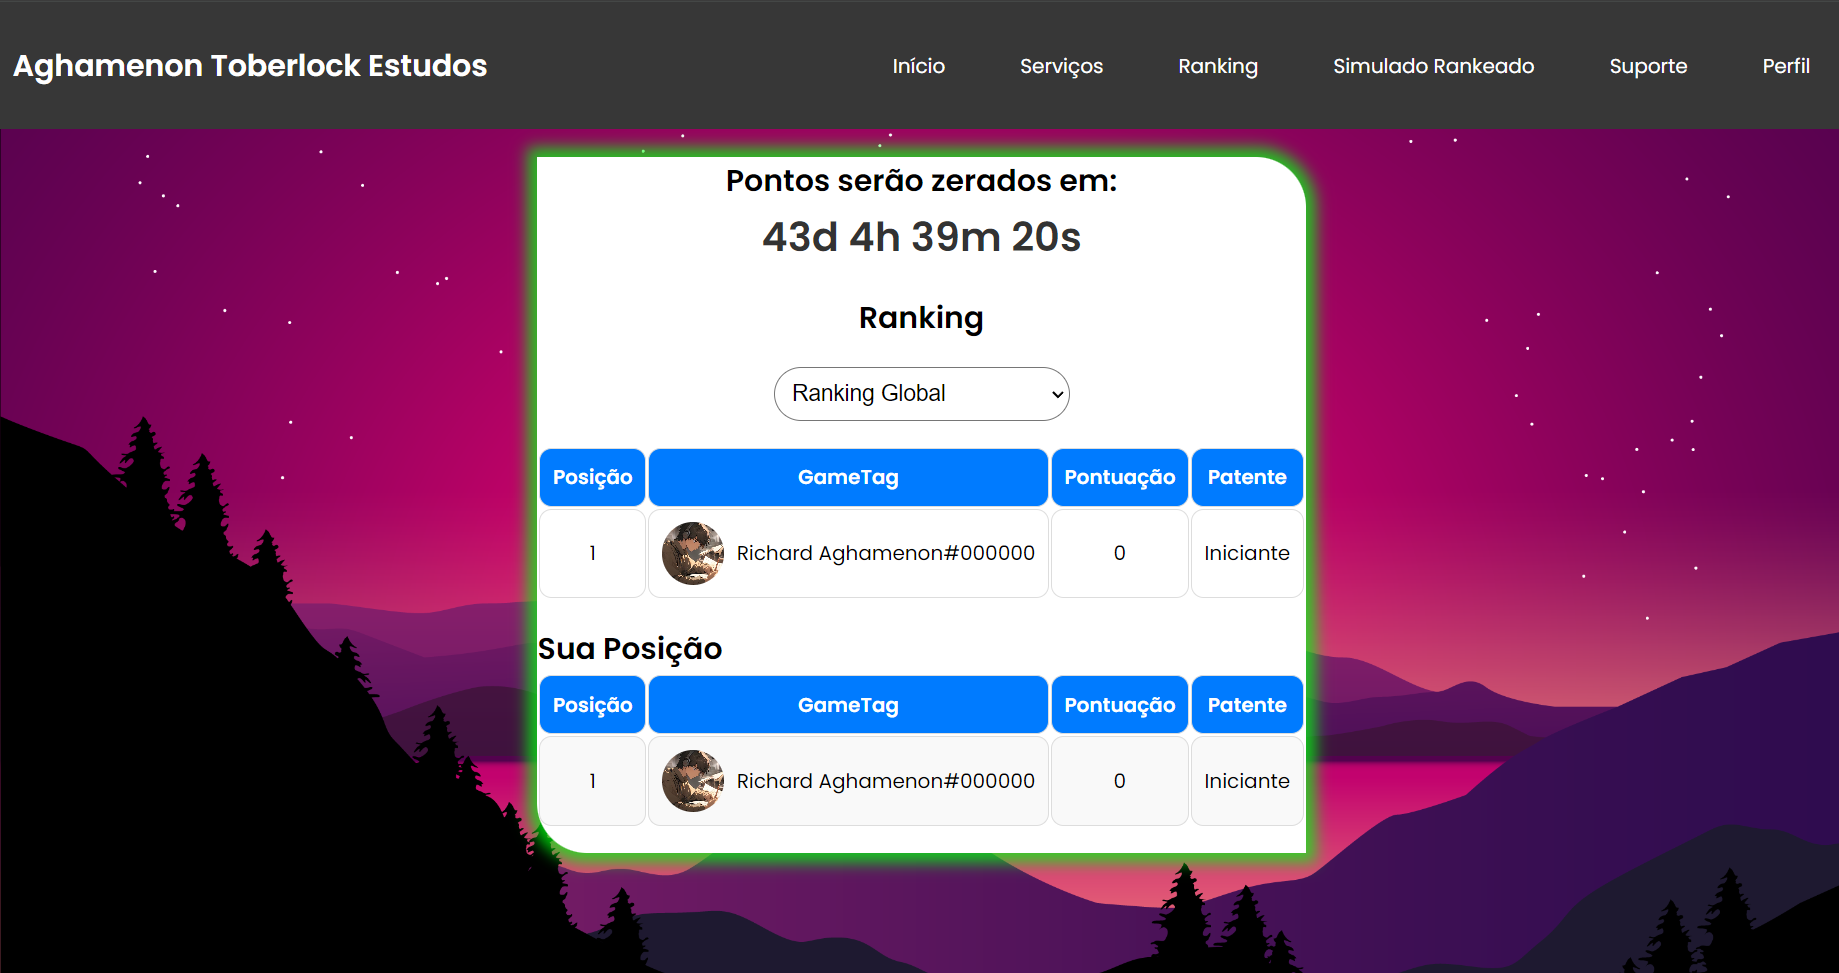 Aghamenon Toberlock Estudos
Início Serviços Ranking Simulado Rankeado Suporte Perfil
Pontos serão zerados em:
43d 4h 39m 20s
Ranking
Ranking Global
Posição GameTag Pontuação Patente
1 Richard Aghamenon#000000 0 Iniciante
Sua Posição
Posição GameTag Pontuação Patente
1 Richard Aghamenon#000000 0 Iniciante